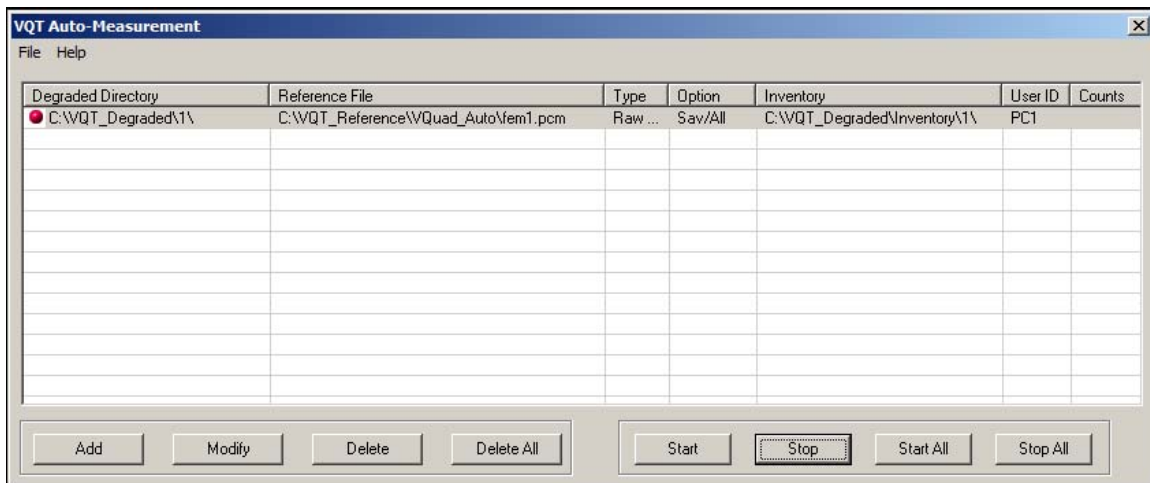 VQT Auto-Measurement
File Help
Degraded Directory Reference File Type Option Inventory User ID Counts
C:\VQT_Degraded\1\ C:\VQT_Reference\VQuad_Auto\fem1.pcm Raw ... Sav/All C:\VQT_Degraded\Inventory\1\ PC1
Add Modify Delete Delete All Start Stop Start All Stop All